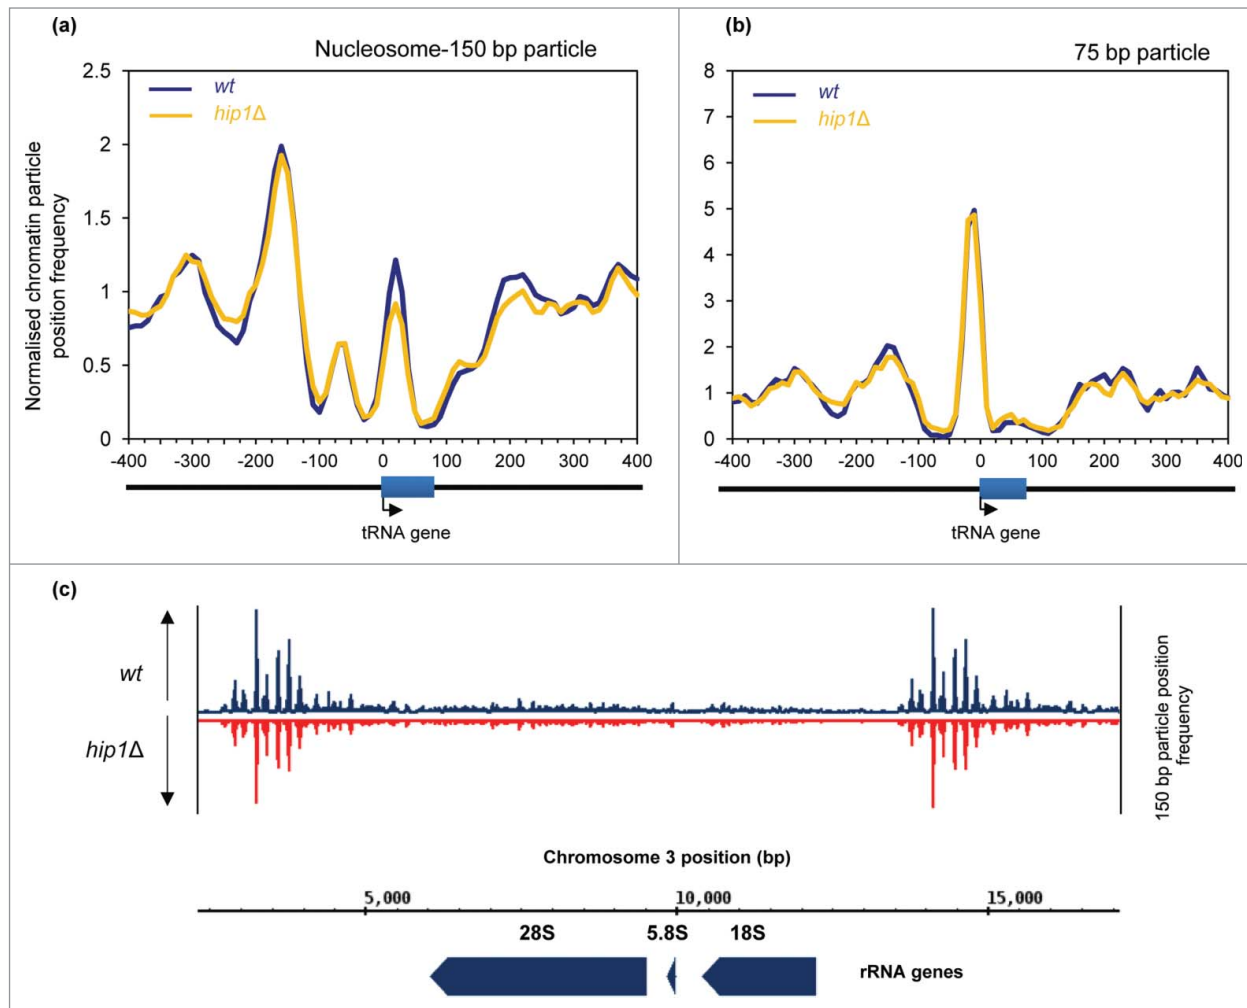 (a)
Nucleosome-150 bp particle
Normalised chromatin particle
position frequency
2.5
2
1.5
1
0.5
0
wt
hip1Δ
-400 -300 -200 -100 0 100 200 300 400
tRNA gene
(b)
75 bp particle
8
7
6
5
4
3
2
1
0
wt
hip1Δ
-400 -300 -200 -100 0 100 200 300 400
tRNA gene
(c)
wt
hip1Δ
150 bp particle position
frequency
Chromosome 3 position (bp)
5,000 10,000 15,000
28S 5.8S 18S
rRNA genes